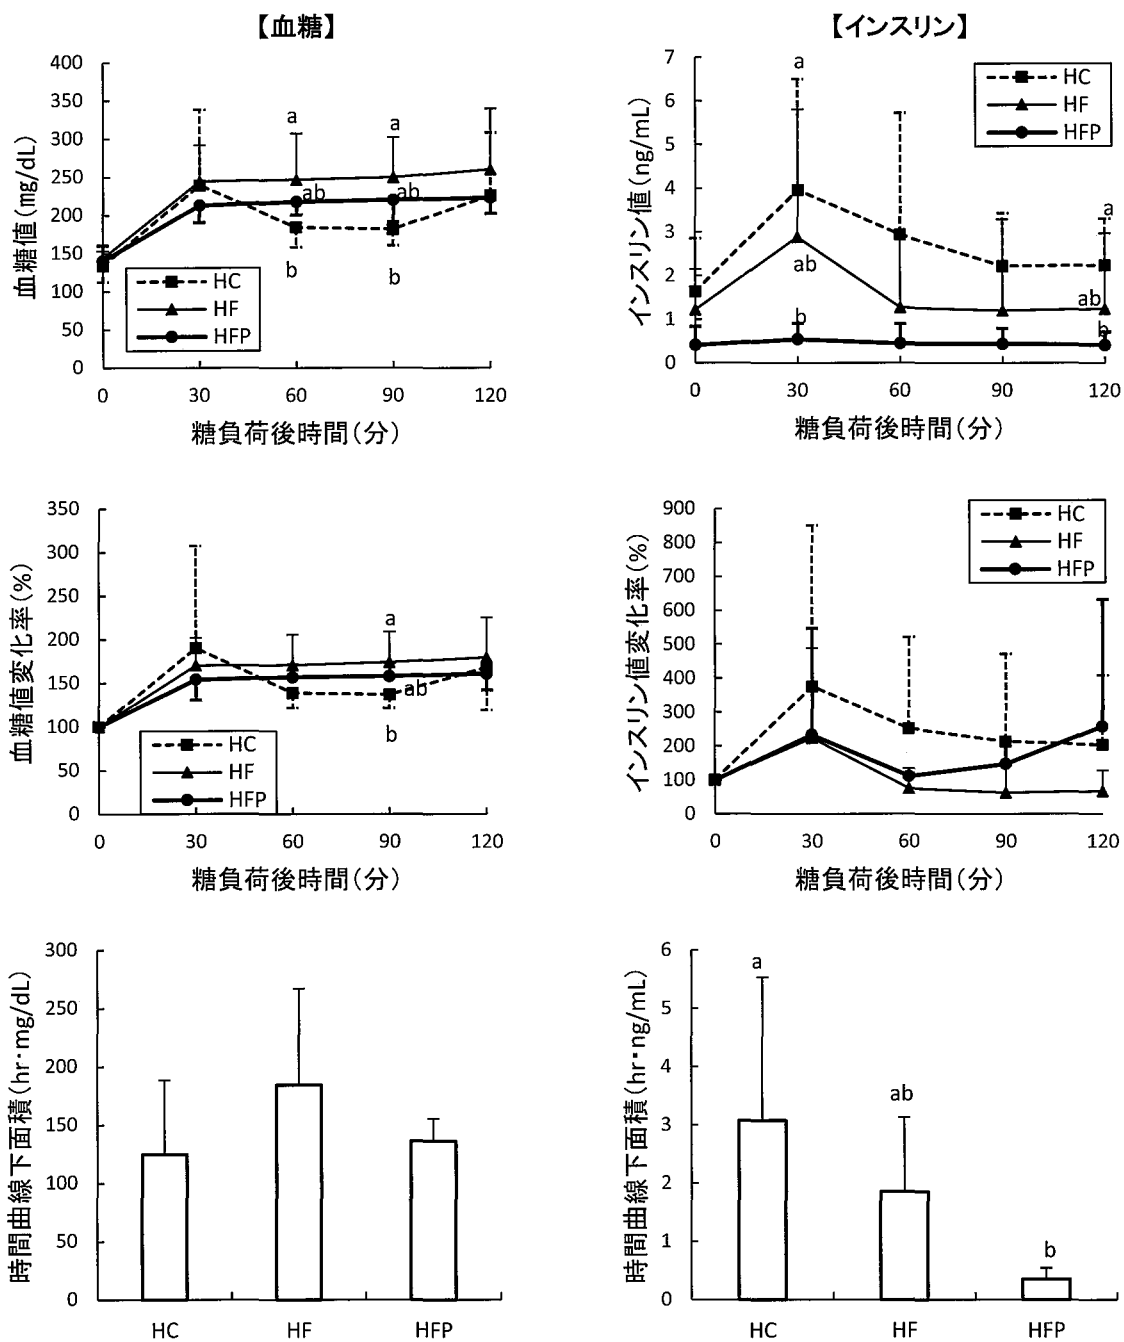 【血糖】
400
350
300
250
200
150
100
50
0
血糖値(mg/dL)
a
a
ab
ab
b
b
HC
HF
HFP
0 30 60 90 120
糖負荷後時間(分)
【インスリン】
7
6
5
4
3
2
1
0
インスリン値(ng/mL)
a
a
ab
ab
b
b
HC
HF
HFP
0 30 60 90 120
糖負荷後時間(分)
350
300
250
200
150
100
50
0
血糖値変化率(%)
a
ab
b
HC
HF
HFP
0 30 60 90 120
糖負荷後時間(分)
900
800
700
600
500
400
300
200
100
0
インスリン値変化率(%)
HC
HF
HFP
0 30 60 90 120
糖負荷後時間(分)
300
250
200
150
100
50
0
時間曲線下面積(hr·mg/dL)
HC HF HFP
6
5
4
3
2
1
0
時間曲線下面積(hr·ng/mL)
a
ab
b
HC HF HFP